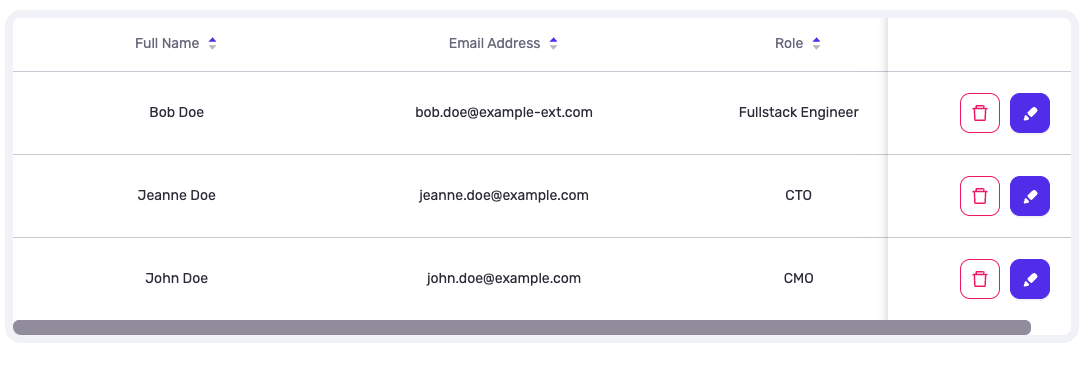 Full Name Email Address Role
Bob Doe bob.doe@example-ext.com Fullstack Engineer
Jeanne Doe jeanne.doe@example.com CTO
John Doe john.doe@example.com CMO